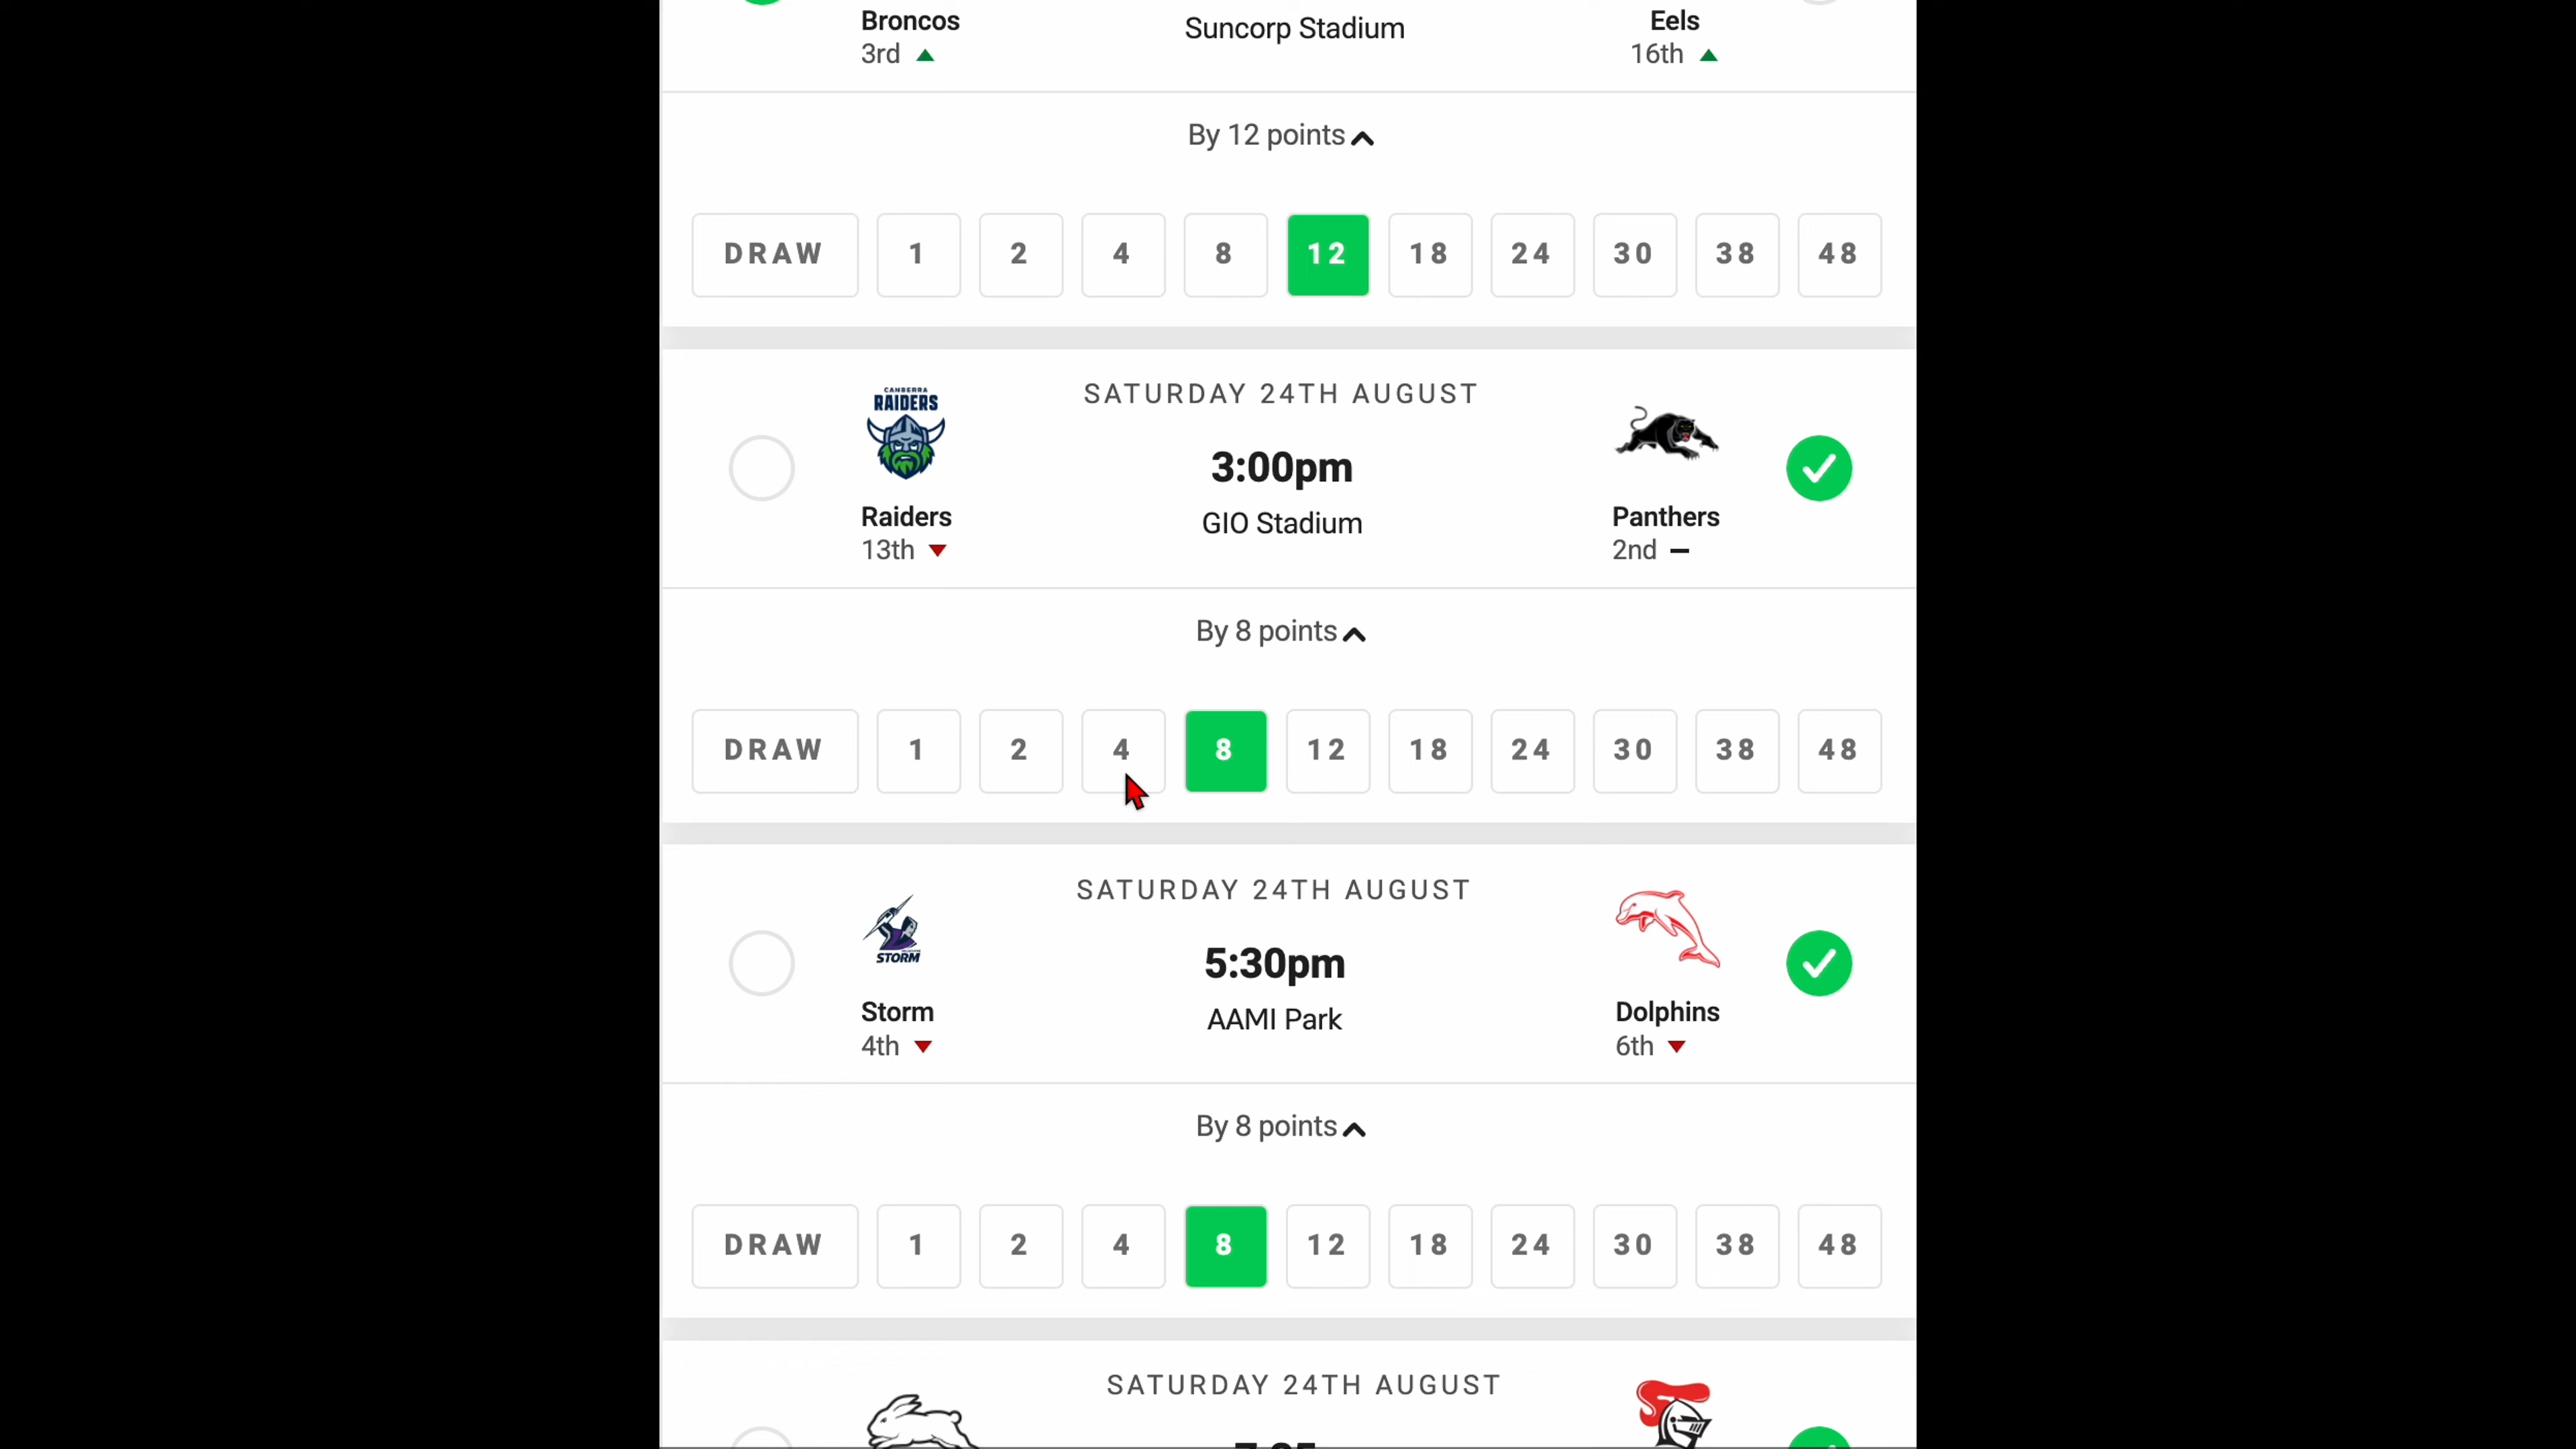 Broncos Suncorp Stadium Eels
3rd 16th
By 12 points
DRAW 1 2 4 8 12 18 24 30 38 48
SATURDAY 24TH AUGUST
CANBERRA
RAIDERS
3:00pm
Raiders GIO Stadium Panthers
13th 2nd
By 8 points
DRAW 1 2 4 8 12 18 24 30 38 48
SATURDAY 24TH AUGUST
STORM
5:30pm
Storm AAMI Park Dolphins
4th 6th
By 8 points
DRAW 1 2 4 8 12 18 24 30 38 48
SATURDAY 24TH AUGUST